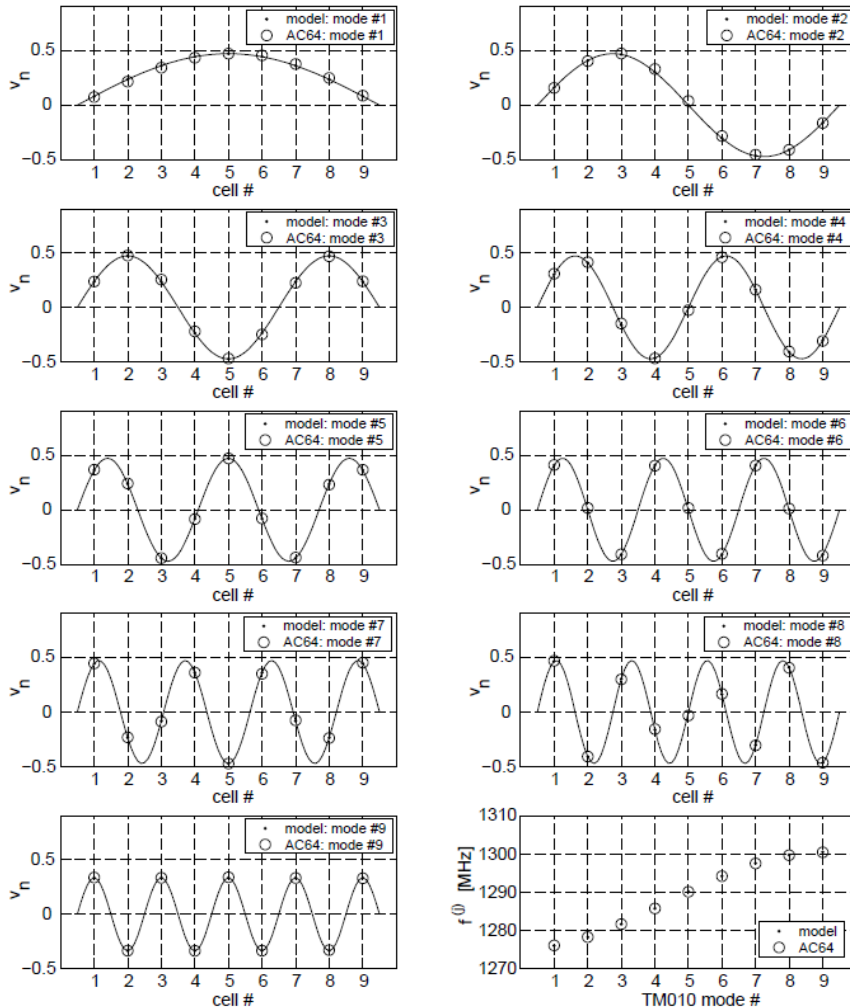 model: mode #1
AC64: mode #1
0.5
0
−0.5
v_n
1 2 3 4 5 6 7 8 9
cell #
model: mode #2
AC64: mode #2
0.5
0
−0.5
v_n
1 2 3 4 5 6 7 8 9
cell #
model: mode #3
AC64: mode #3
0.5
0
−0.5
v_n
1 2 3 4 5 6 7 8 9
cell #
model: mode #4
AC64: mode #4
0.5
0
−0.5
v_n
1 2 3 4 5 6 7 8 9
cell #
model: mode #5
AC64: mode #5
0.5
0
−0.5
v_n
1 2 3 4 5 6 7 8 9
cell #
model: mode #6
AC64: mode #6
0.5
0
−0.5
v_n
1 2 3 4 5 6 7 8 9
cell #
model: mode #7
AC64: mode #7
0.5
0
−0.5
v_n
1 2 3 4 5 6 7 8 9
cell #
model: mode #8
AC64: mode #8
0.5
0
−0.5
v_n
1 2 3 4 5 6 7 8 9
cell #
model: mode #9
AC64: mode #9
0.5
0
−0.5
v_n
1 2 3 4 5 6 7 8 9
cell #
1310
1300
1290
1280
1270
f^(j) [MHz]
model
AC64
1 2 3 4 5 6 7 8 9
TM010 mode #